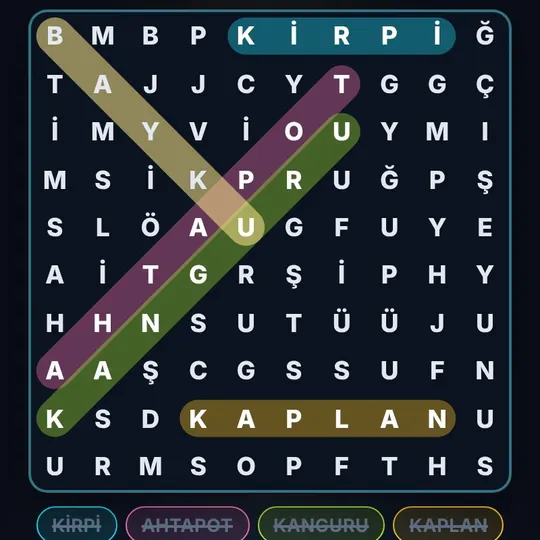 B M B P K İ R P İ Ğ
T A J J C Y T G G Ç
İ M Y V İ O U Y M I
M S İ K P R U Ğ P Ş
S L Ö A U G F U Y E
A İ T G R Ş İ P H Y
H H N S U T Ü Ü J U
A A Ş C G S S U F N
K S D K A P L A N U
U R M S O P F T H S
KİRPİ AHTAPOT KANGURU KAPLAN